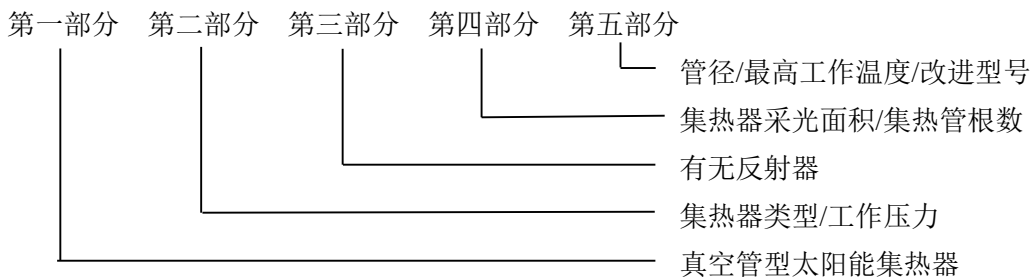 第一部分 第二部分 第三部分 第四部分 第五部分
管径/最高工作温度/改进型号
集热器采光面积/集热管根数
有无反射器
集热器类型/工作压力
真空管型太阳能集热器